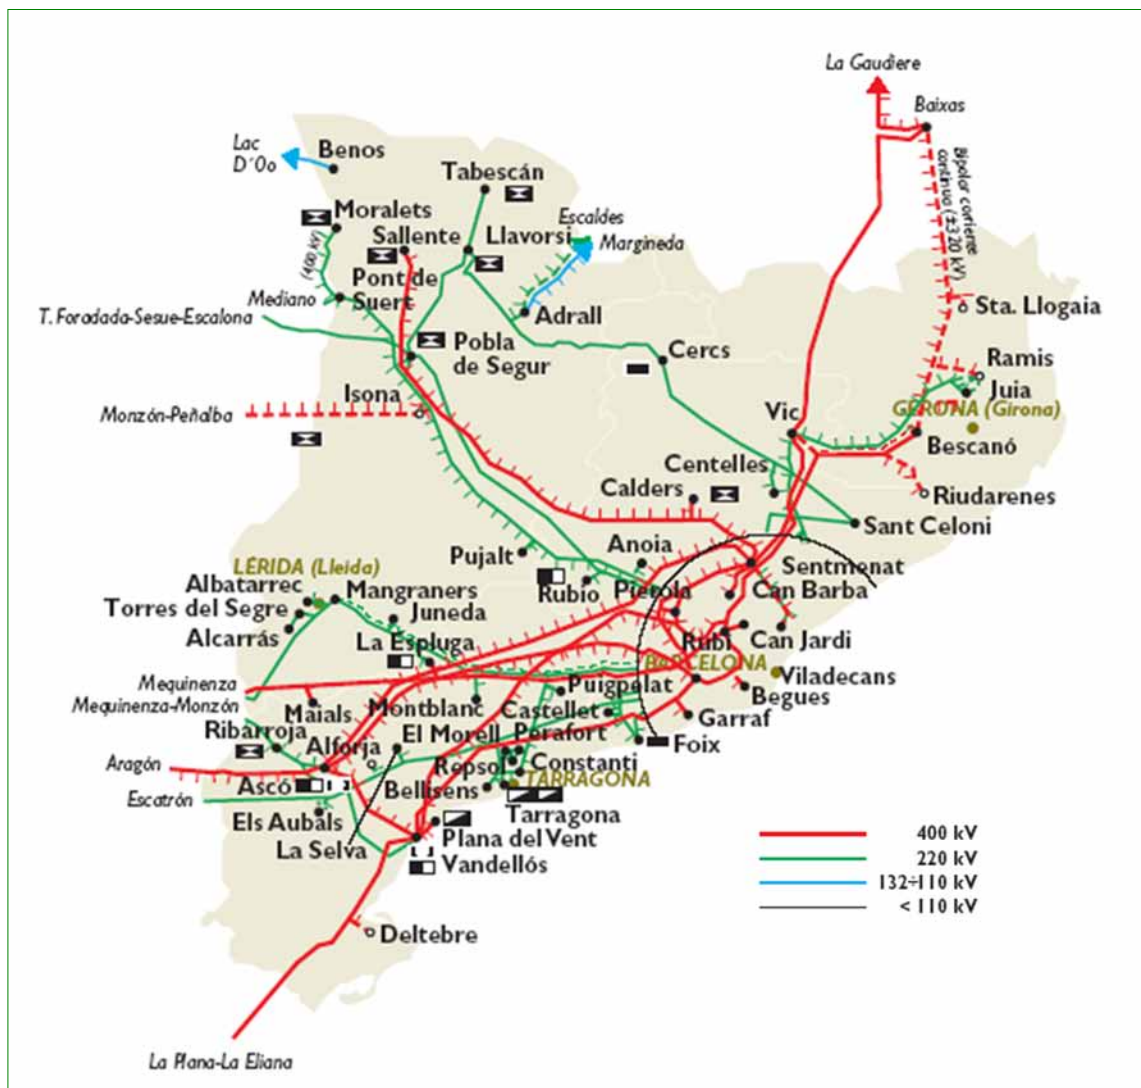 La Gaudiere
Baixas
Lac
D'Oo
Benos
Bipolar corriente
continua (±320 kV)
Tabescán
Moralets
Escaldes
Sallente
Llavorsi
Margineda
(400 kV)
Pont de
Suert
Mediano
Sta. Llogaia
T. Foradada-Sesue-Escalona
Adrall
Pobla
de Segur
Cercs
Ramis
Juia
Isona
Monzón-Peñalba
Vic
GERONA (Girona)
Bescanó
Centelles
Calders
Riudarenes
Sant Celoni
Pujalt
Anoia
Sentmenat
LÉRIDA (Lleida)
Albatarrec
Mangraners
Rubio
Pierola
Can Barba
Torres del Segre
Juneda
Alcarrás
La Espluga
Rubí
Can Jardi
BARCELONA
Viladecans
Mequinenza
Puigpelat
Begues
Mequinenza-Monzón
Maials
Montblanc
Castellet
Garraf
Ribarroja
El Morell
Perafort
Foix
Alforja
Aragón
Repsol
Constanti
Ascó
TARRAGONA
Escatrón
Bellisens
Els Aubals
Tarragona
La Selva
Plana del Vent
Vandellós
400 kV
220 kV
132÷110 kV
< 110 kV
Deltebre
La Plana-La Eliana